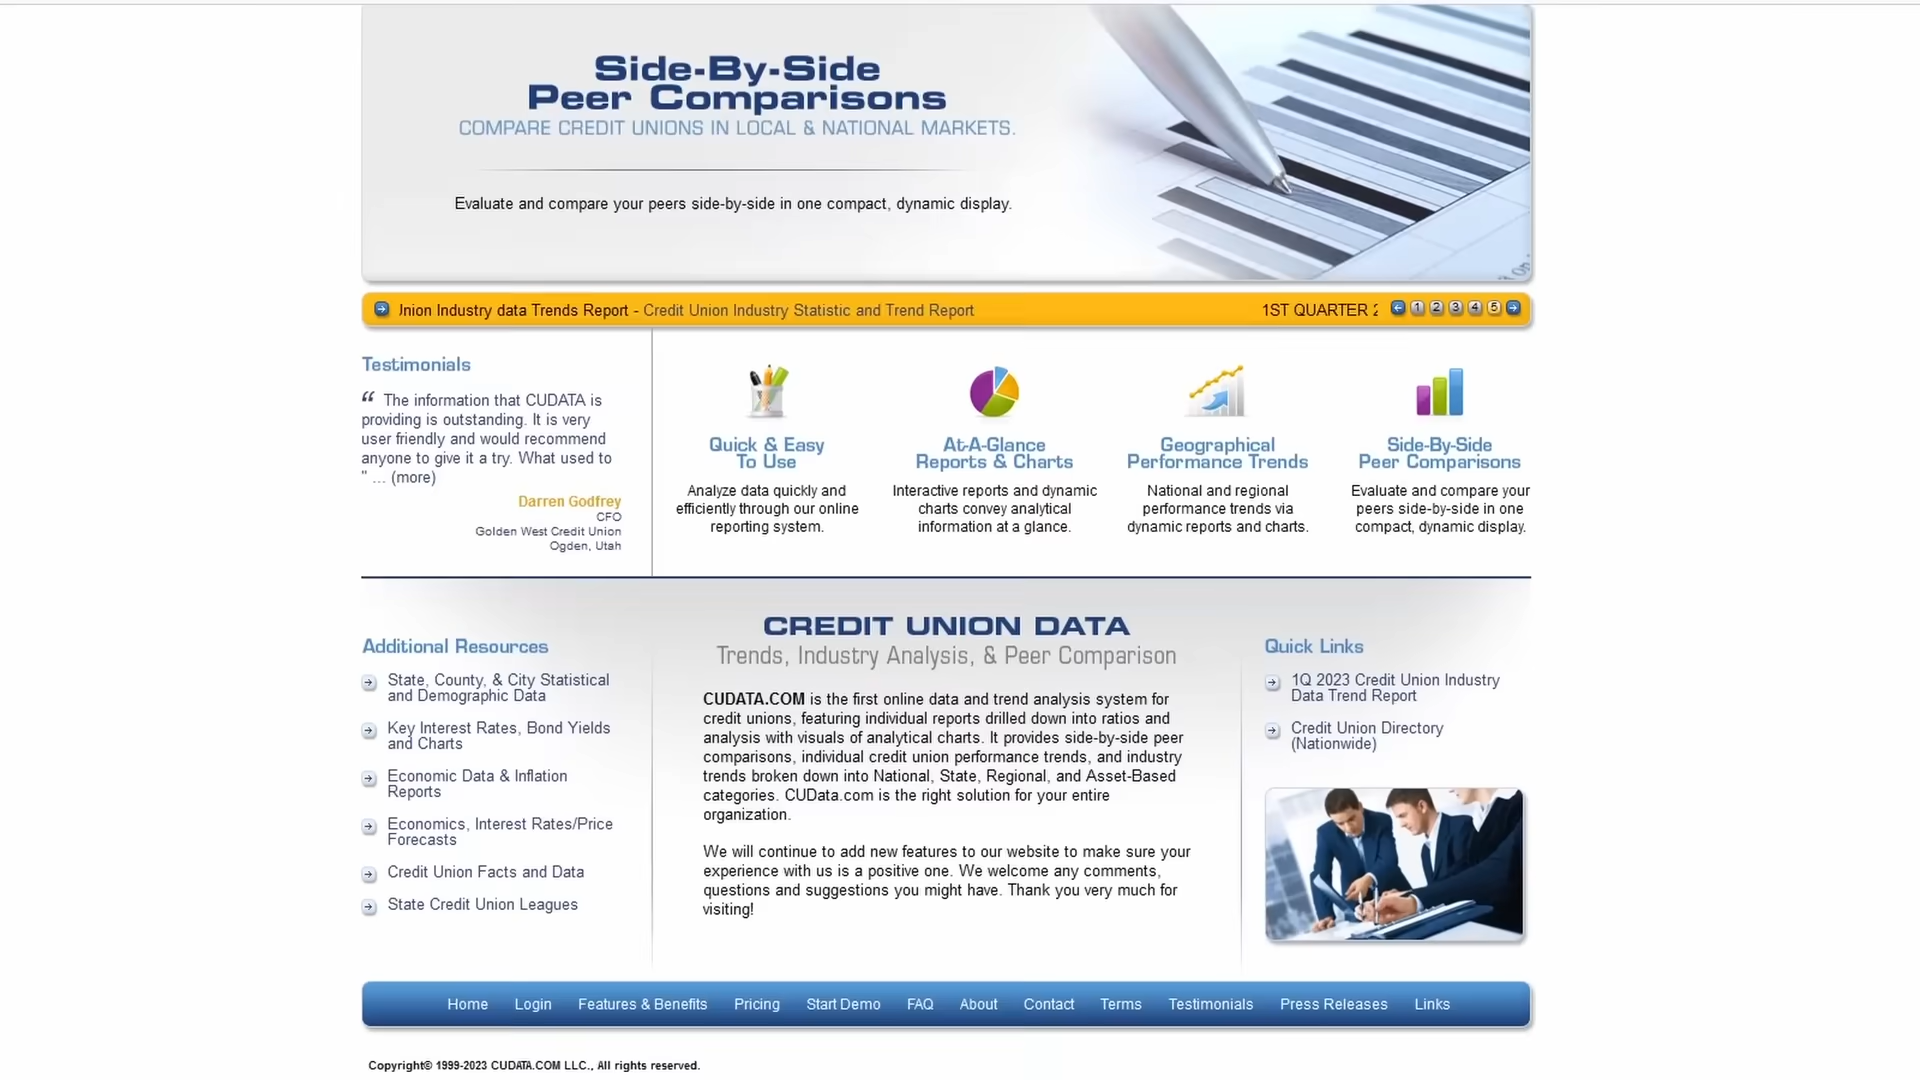 Side-By-Side
Peer Comparisons
COMPARE CREDIT UNIONS IN LOCAL & NATIONAL MARKETS.
Evaluate and compare your peers side-by-side in one compact, dynamic display.
Industry data Trends Report - Credit Union Industry Statistic and Trend Report
1ST QUARTER
1 2 3 4 5
Testimonials
“ The information that CUDATA is
providing is outstanding. It is very
user friendly and would recommend
anyone to give it a try. What used to
" ... (more)
Darren Godfrey
CFO
Golden West Credit Union
Ogden, Utah
Quick & Easy
To Use
Analyze data quickly and
efficiently through our online
reporting system.
At-A-Glance
Reports & Charts
Interactive reports and dynamic
charts convey analytical
information at a glance.
Geographical
Performance Trends
National and regional
performance trends via
dynamic reports and charts.
Side-By-Side
Peer Comparisons
Evaluate and compare your
peers side-by-side in one
compact, dynamic display.
Additional Resources
State, County, & City Statistical
and Demographic Data
Key Interest Rates, Bond Yields
and Charts
Economic Data & Inflation
Reports
Economics, Interest Rates/Price
Forecasts
Credit Union Facts and Data
State Credit Union Leagues
CREDIT UNION DATA
Trends, Industry Analysis, & Peer Comparison
CUDATA.COM is the first online data and trend analysis system for
credit unions, featuring individual reports drilled down into ratios and
analysis with visuals of analytical charts. It provides side-by-side peer
comparisons, individual credit union performance trends, and industry
trends broken down into National, State, Regional, and Asset-Based
categories. CUData.com is the right solution for your entire
organization.
We will continue to add new features to our website to make sure your
experience with us is a positive one. We welcome any comments,
questions and suggestions you might have. Thank you very much for
visiting!
Quick Links
1Q 2023 Credit Union Industry
Data Trend Report
Credit Union Directory
(Nationwide)
Home Login Features & Benefits Pricing Start Demo FAQ About Contact Terms Testimonials Press Releases Links
Copyright© 1999-2023 CUDATA.COM LLC., All rights reserved.